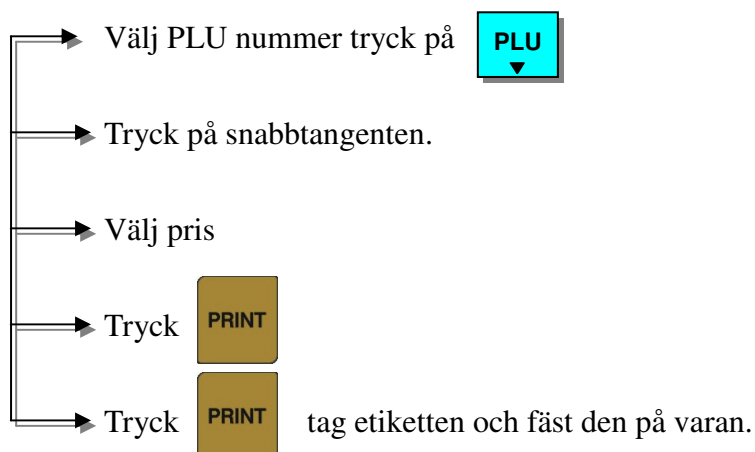 Välj PLU nummer tryck på PLU
Tryck på snabbtangenten.
Välj pris
Tryck PRINT
Tryck PRINT tag etiketten och fäst den på varan.